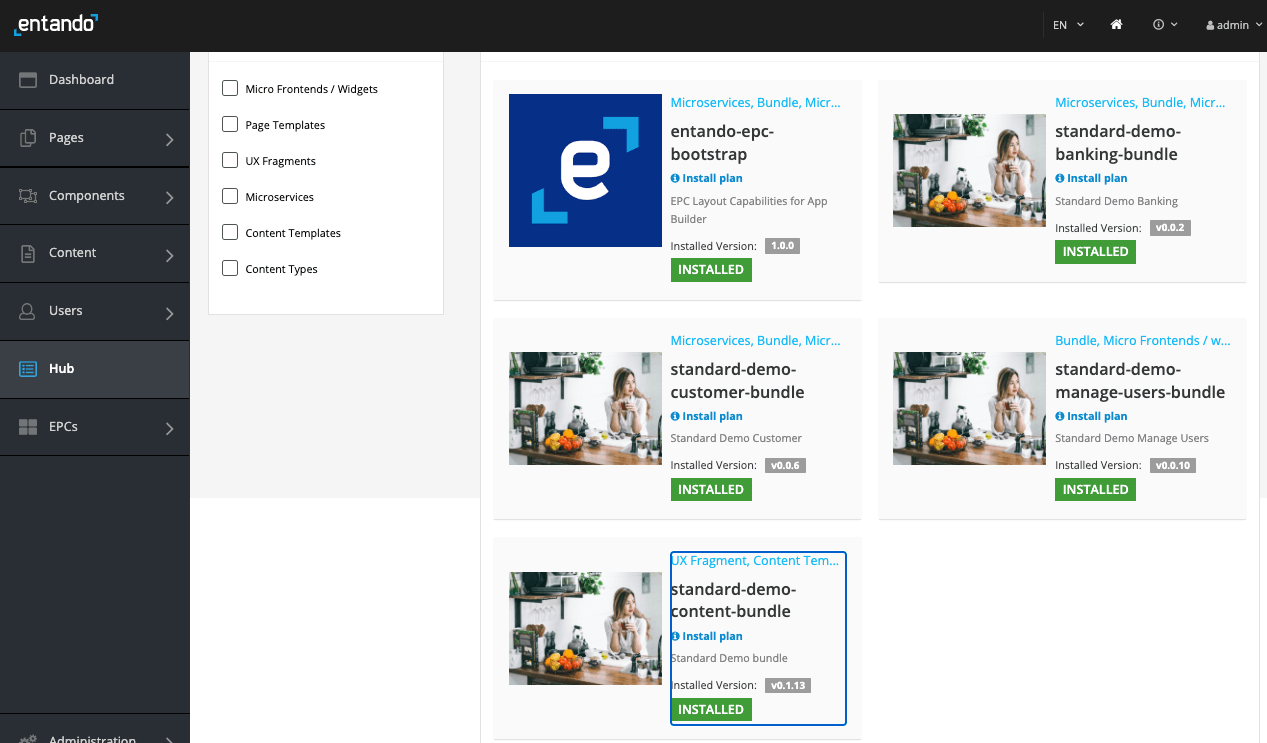 entando
EN
admin
Dashboard
Pages
Components
Content
Users
Hub
EPCs
Administration
Micro Frontends / Widgets
Page Templates
UX Fragments
Microservices
Content Templates
Content Types
e
Microservices, Bundle, Micr...
entando-epc-
bootstrap
Install plan
EPC Layout Capabilities for App
Builder
Installed Version: 1.0.0
INSTALLED
Microservices, Bundle, Micr...
standard-demo-
banking-bundle
Install plan
Standard Demo Banking
Installed Version: v0.0.2
INSTALLED
Microservices, Bundle, Micr...
standard-demo-
customer-bundle
Install plan
Standard Demo Customer
Installed Version: v0.0.6
INSTALLED
Bundle, Micro Frontends / w...
standard-demo-
manage-users-bundle
Install plan
Standard Demo Manage Users
Installed Version: v0.0.10
INSTALLED
UX Fragment, Content Tem...
standard-demo-
content-bundle
Install plan
Standard Demo bundle
Installed Version: v0.1.13
INSTALLED